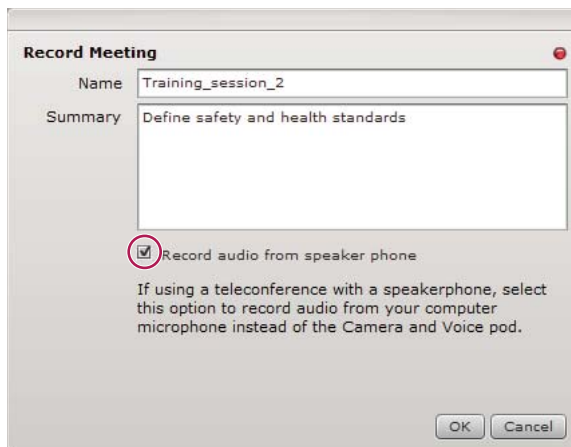 Record Meeting
Name Training_session_2
Summary Define safety and health standards
Record audio from speaker phone
If using a teleconference with a speakerphone, select
this option to record audio from your computer
microphone instead of the Camera and Voice pod.
OK Cancel